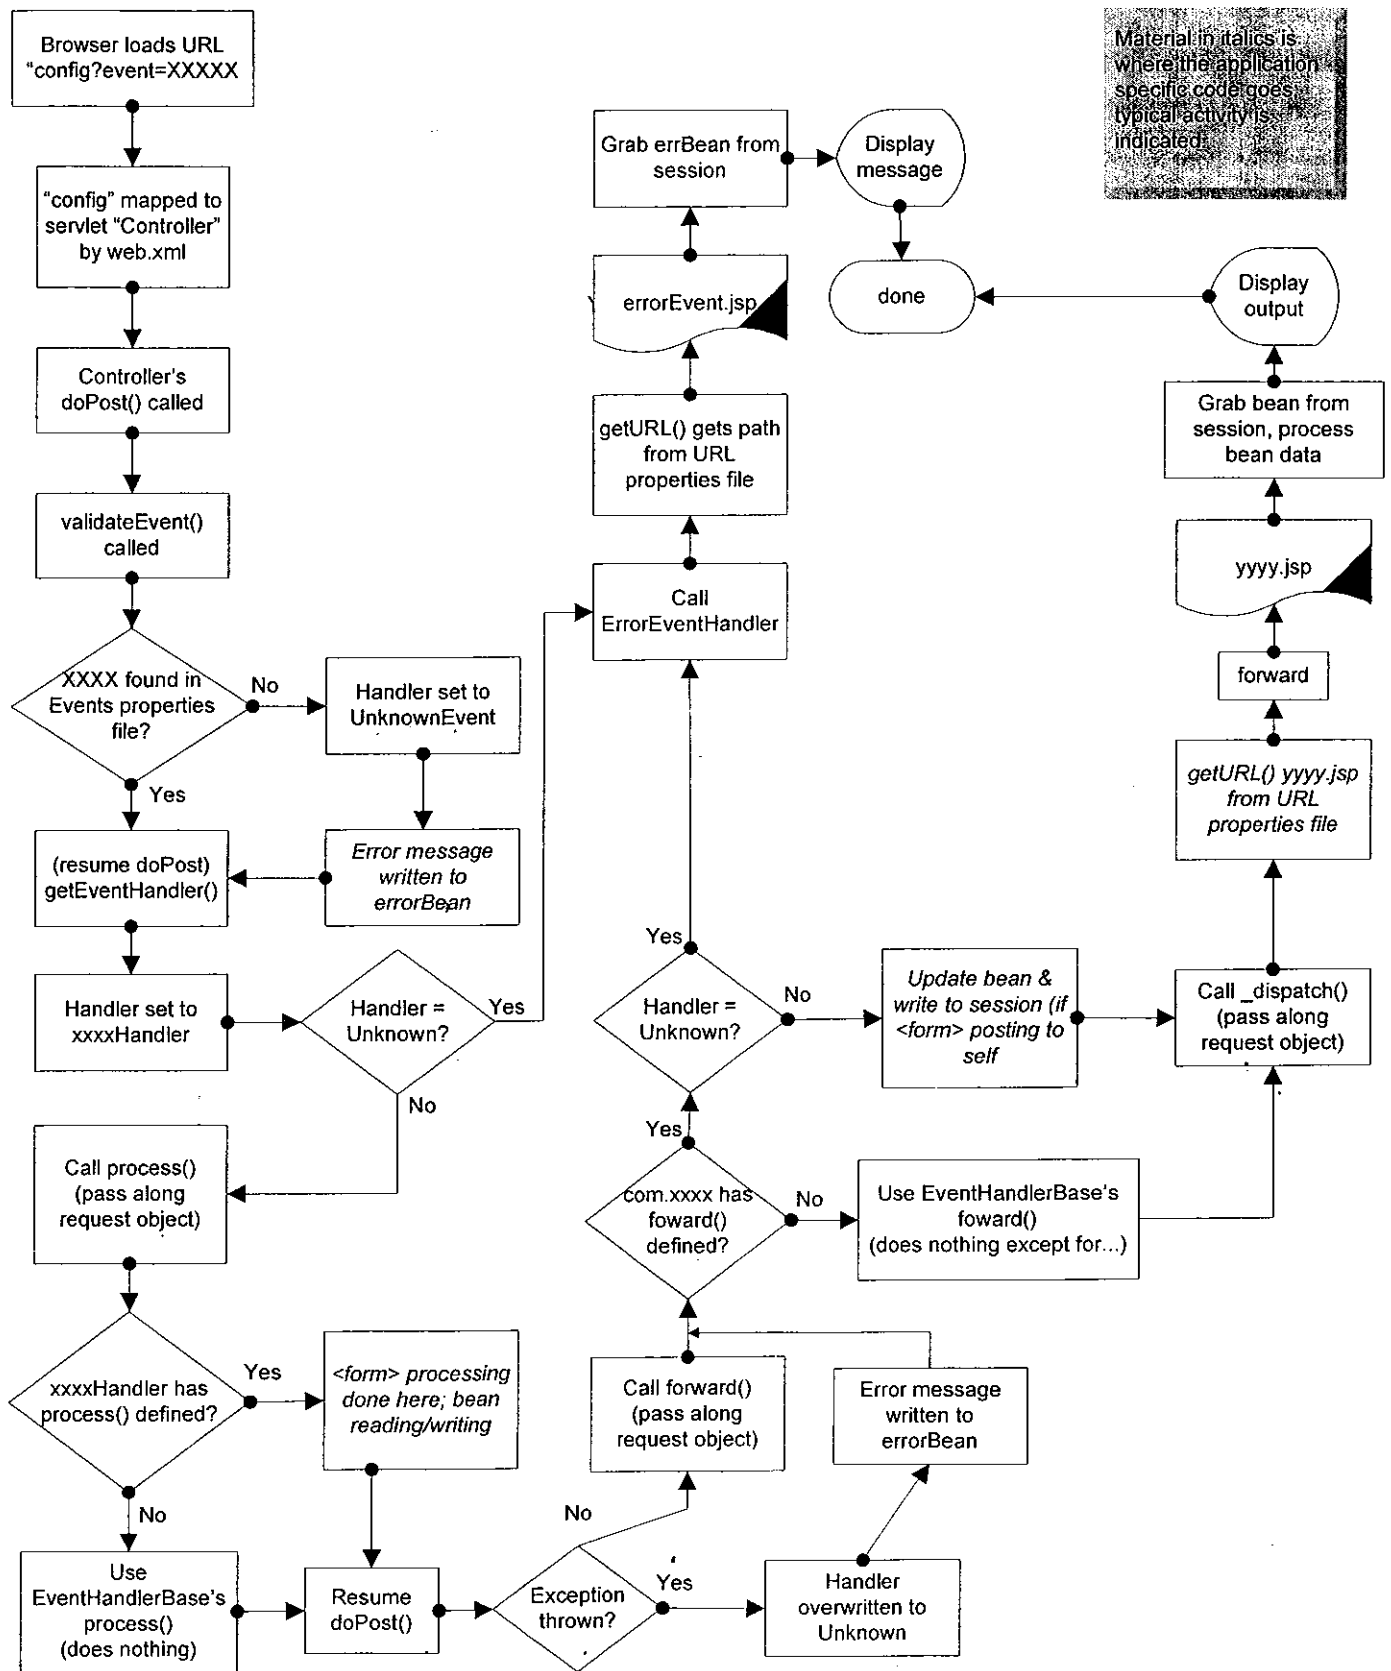 Browser loads URL
"config?event=XXXXX
"config" mapped to
servlet "Controller"
by web.xml
Controller's
doPost() called
validateEvent()
called
XXXX found in
Events properties
file?
No
Handler set to
UnknownEvent
Yes
(resume doPost)
getEventHandler()
Error message
written to
errorBean
Handler set to
xxxxHandler
Handler =
Unknown?
Yes
No
Call process()
(pass along
request object)
xxxxHandler has
process() defined?
Yes
<form> processing
done here; bean
reading/writing
No
Use
EventHandlerBase's
process()
(does nothing)
Resume
doPost()
Exception
thrown?
No
Yes
Handler
overwritten to
Unknown
Error message
written to
errorBean
Call forward()
(pass along
request object)
com.xxxx has
foward()
defined?
No
Use EventHandlerBase's
foward()
(does nothing except for...)
Yes
Handler =
Unknown?
No
Update bean &
write to session (if
<form> posting to
self
Call _dispatch()
(pass along
request object)
Yes
Call
ErrorEventHandler
getURL() gets path
from URL
properties file
errorEvent.jsp
Grab errBean from
session
Display
message
done
getURL() yyyy.jsp
from URL
properties file
forward
yyyy.jsp
Grab bean from
session, process
bean data
Display
output
Material in italics is
where the application
specific code goes;
typical activity is
indicated.